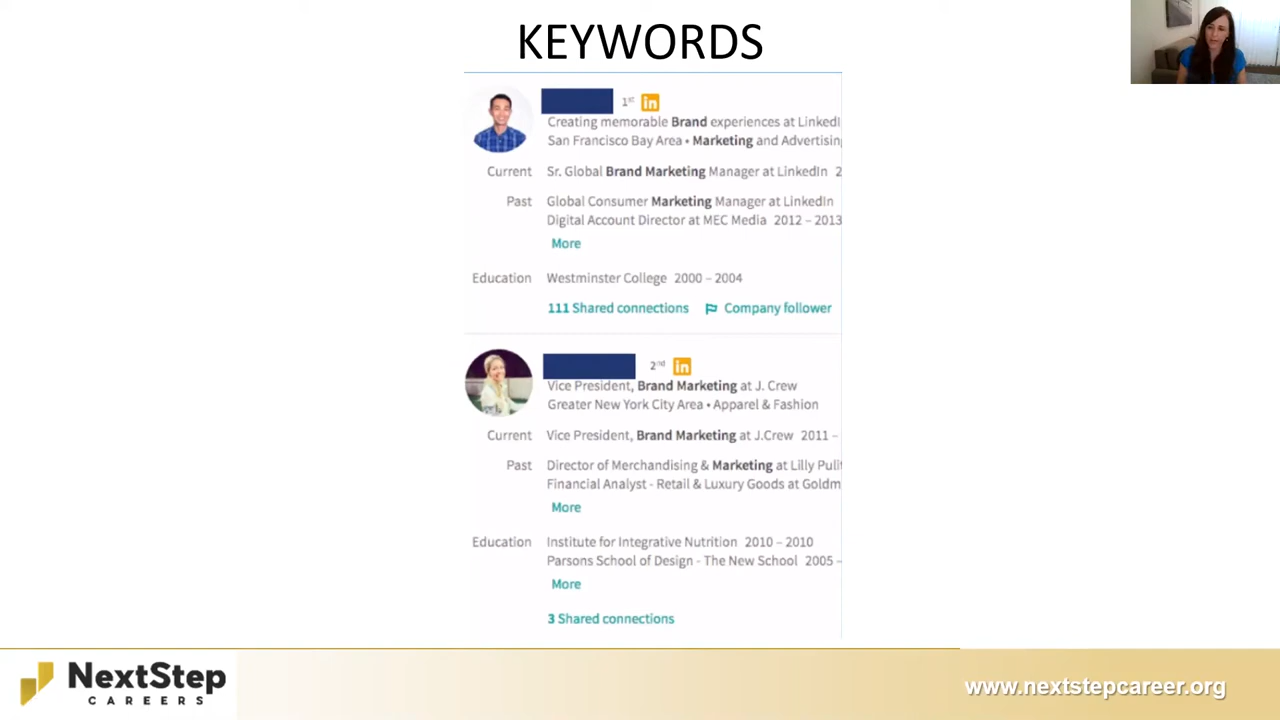 KEYWORDS
1st in
Creating memorable Brand experiences at LinkedI
San Francisco Bay Area • Marketing and Advertisin
Current Sr. Global Brand Marketing Manager at LinkedIn 2
Past Global Consumer Marketing Manager at LinkedIn
Digital Account Director at MEC Media 2012 – 2013
More
Education Westminster College 2000 – 2004
111 Shared connections Company follower
2nd in
Vice President, Brand Marketing at J. Crew
Greater New York City Area • Apparel & Fashion
Current Vice President, Brand Marketing at J.Crew 2011 –
Past Director of Merchandising & Marketing at Lilly Pulit
Financial Analyst - Retail & Luxury Goods at Goldm
More
Education Institute for Integrative Nutrition 2010 – 2010
Parsons School of Design - The New School 2005 –
More
3 Shared connections
NextStep
CAREERS
www.nextstepcareer.org